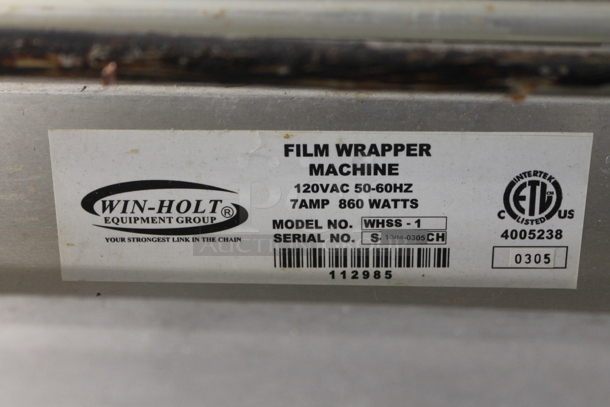 FILM WRAPPER
MACHINE
120VAC 50-60HZ
7AMP 860 WATTS
WIN-HOLT®
EQUIPMENT GROUP
YOUR STRONGEST LINK IN THE CHAIN
MODEL NO. WHSS - 1
SERIAL NO. S- -0305CH
112985
INTERTEK
ETL
LISTED
C US
4005238
0305